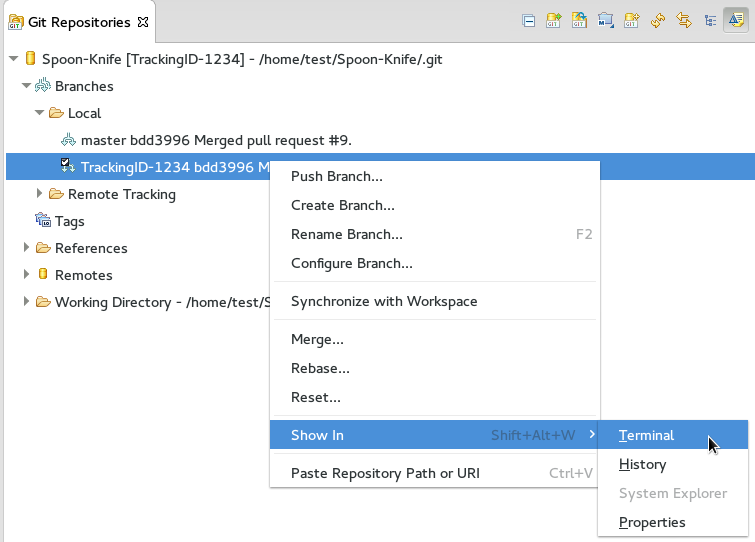 Git Repositories
Spoon-Knife [TrackingID-1234] - /home/test/Spoon-Knife/.git
Branches
Local
master bdd3996 Merged pull request #9.
TrackingID-1234 bdd3996 M
Remote Tracking
Tags
References
Remotes
Working Directory - /home/test/S
Push Branch...
Create Branch...
Rename Branch... F2
Configure Branch...
Synchronize with Workspace
Merge...
Rebase...
Reset...
Show In Shift+Alt+W
Paste Repository Path or URI Ctrl+V
Terminal
History
System Explorer
Properties